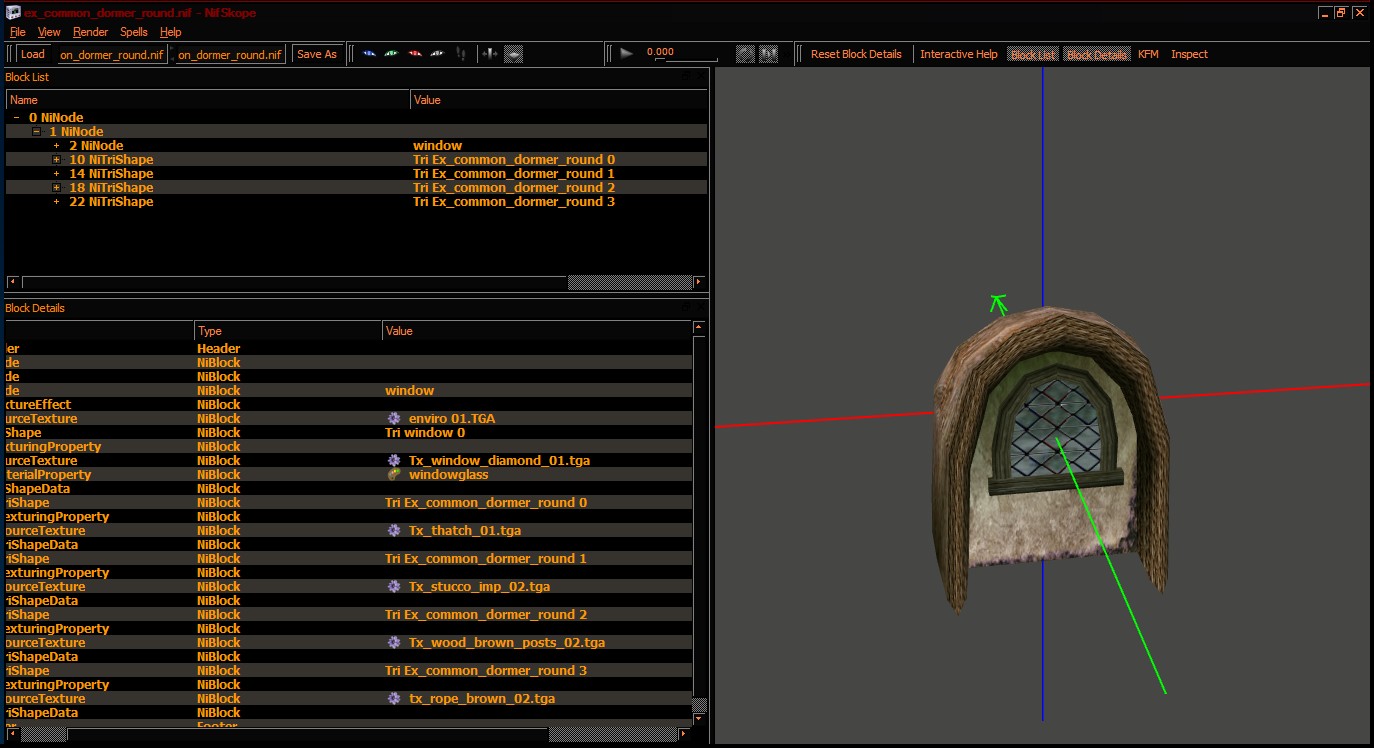 ex_common_dormer_round.nif - NifSkope
File View Render Spells Help
Load on_dormer_round.nif on_dormer_round.nif Save As 0.000 Reset Block Details Interactive Help Block List Block Details KFM Inspect
Block List
Name Value
0 NiNode
1 NiNode
2 NiNode window
10 NiTriShape Tri Ex_common_dormer_round 0
14 NiTriShape Tri Ex_common_dormer_round 1
18 NiTriShape Tri Ex_common_dormer_round 2
22 NiTriShape Tri Ex_common_dormer_round 3
Block Details
Type Value
er Header
de NiBlock
de NiBlock
de NiBlock window
xtureEffect NiBlock
urceTexture NiBlock enviro 01.TGA
Shape NiBlock Tri window 0
xturingProperty NiBlock
urceTexture NiBlock Tx_window_diamond_01.tga
terialProperty NiBlock windowglass
ShapeData NiBlock
riShape NiBlock Tri Ex_common_dormer_round 0
exturingProperty NiBlock
ourceTexture NiBlock Tx_thatch_01.tga
riShapeData NiBlock
riShape NiBlock Tri Ex_common_dormer_round 1
exturingProperty NiBlock
ourceTexture NiBlock Tx_stucco_imp_02.tga
riShapeData NiBlock
riShape NiBlock Tri Ex_common_dormer_round 2
exturingProperty NiBlock
ourceTexture NiBlock Tx_wood_brown_posts_02.tga
riShapeData NiBlock
riShape NiBlock Tri Ex_common_dormer_round 3
exturingProperty NiBlock
ourceTexture NiBlock tx_rope_brown_02.tga
riShapeData NiBlock
er Footer